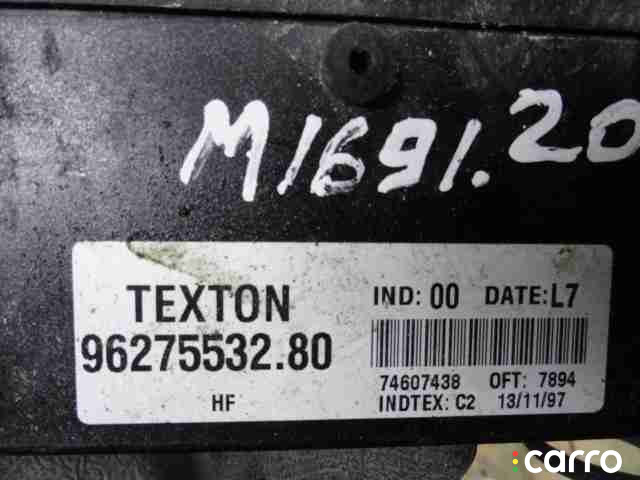 M1691.20
TEXTON
IND: 00 DATE: L7
96275532.80
74607438 OFT: 7894
HF
INDTEX: C2 13/11/97
carro